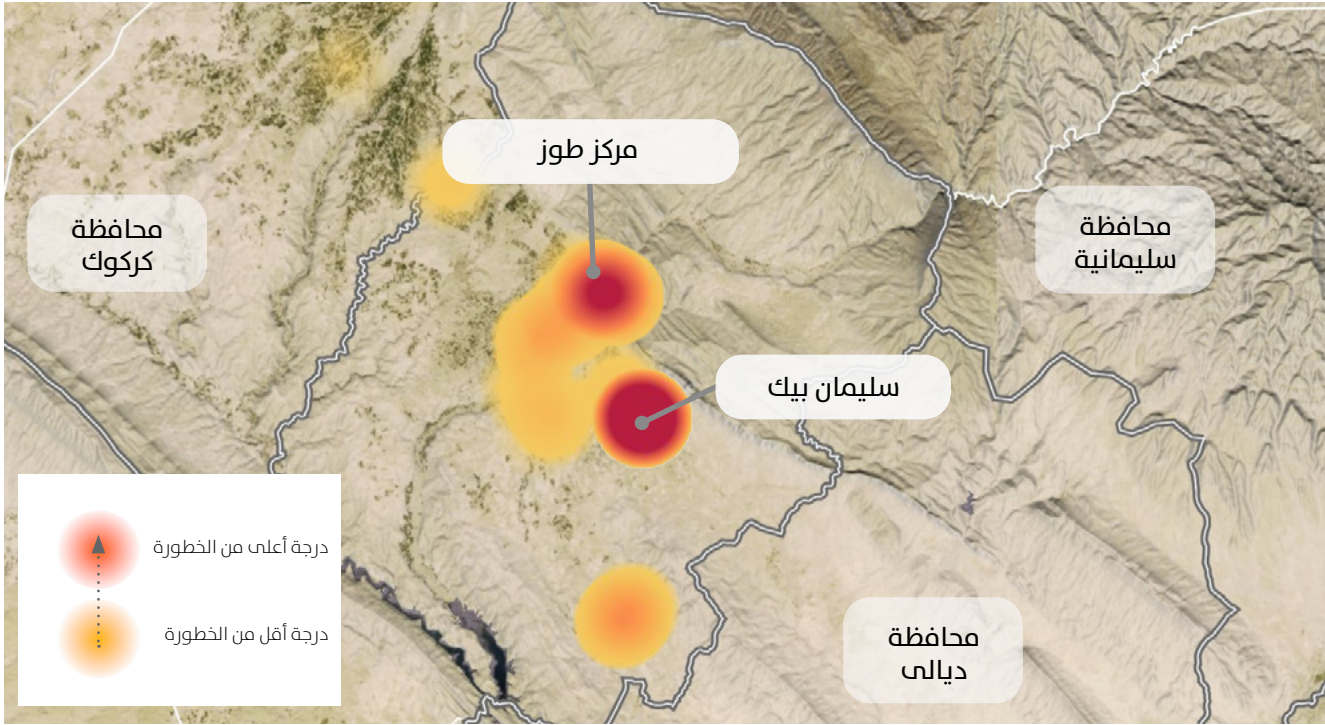 مركز طوز
محافظة
كركوك
محافظة
سليمانية
سليمان بيك
درجة أعلى من الخطورة
درجة أقل من الخطورة
محافظة
ديالى